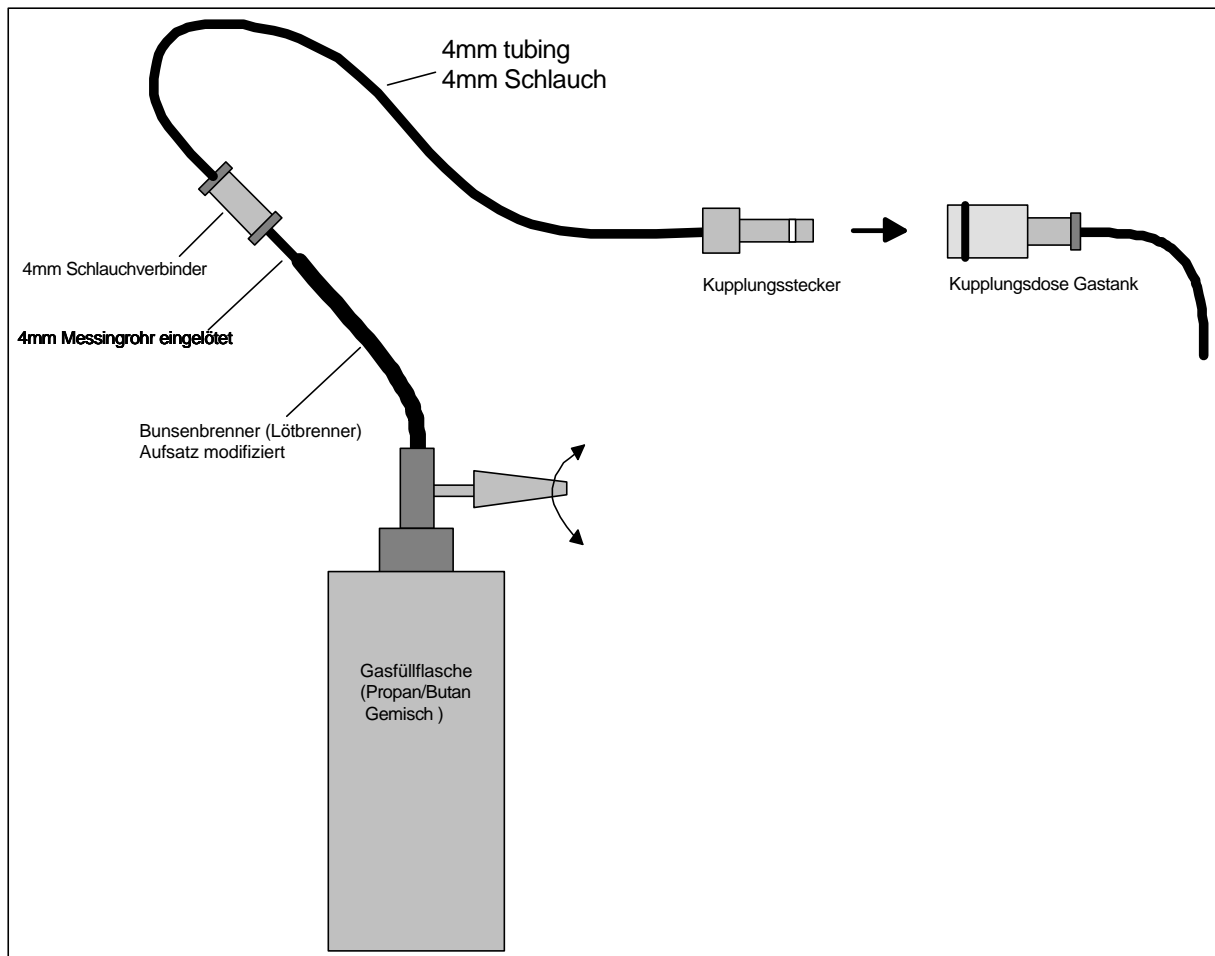 4mm tubing
4mm Schlauch
4mm Schlauchverbinder
Kupplungsstecker
Kupplungsdose Gastank
4mm Messingrohr eingelötet
Bunsenbrenner (Lötbrenner)
Aufsatz modifiziert
Gasfüllflasche
(Propan/Butan
Gemisch )